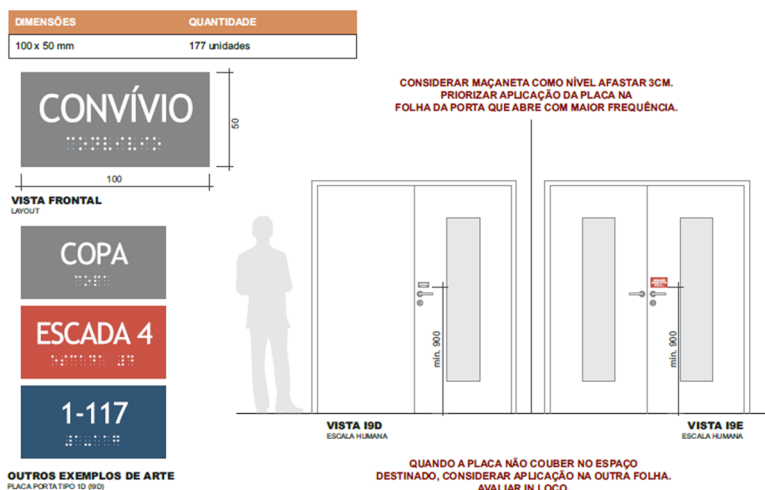 DIMENSÕES QUANTIDADE
100 x 50 mm 177 unidades
CONVÍVIO
50
100
VISTA FRONTAL
LAYOUT
COPA
ESCADA 4
1-117
OUTROS EXEMPLOS DE ARTE
PLACA PORTA TIPO 1D (I9D)
CONSIDERAR MAÇANETA COMO NÍVEL AFASTAR 3CM.
PRIORIZAR APLICAÇÃO DA PLACA NA
FOLHA DA PORTA QUE ABRE COM MAIOR FREQUÊNCIA.
mín. 900
mín. 900
VISTA I9D
ESCALA HUMANA
VISTA I9E
ESCALA HUMANA
QUANDO A PLACA NÃO COUBER NO ESPAÇO
DESTINADO, CONSIDERAR APLICAÇÃO NA OUTRA FOLHA.
AVALIAR IN LOCO